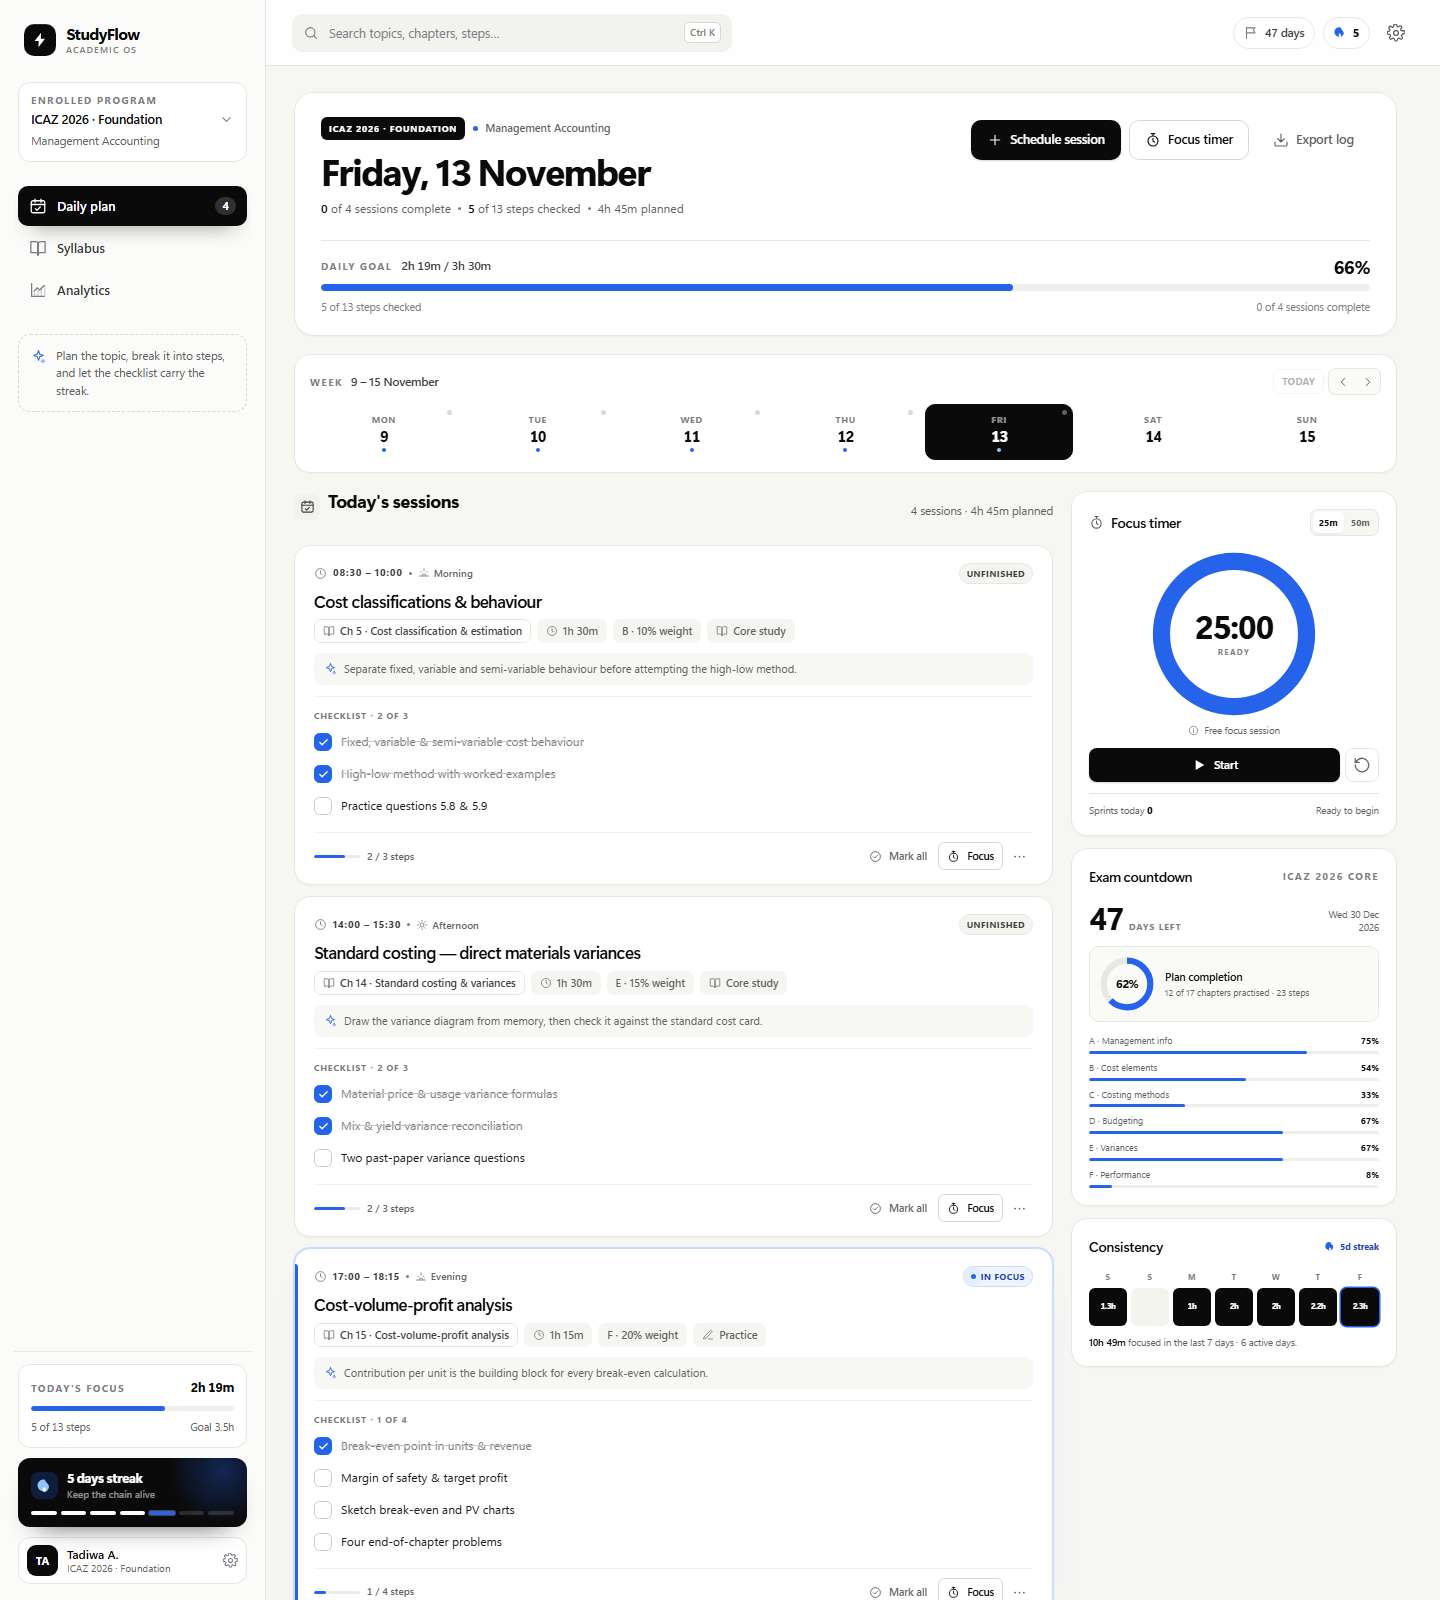 StudyFlow
ACADEMIC OS
ENROLLED PROGRAM
ICAZ 2026 · Foundation
Management Accounting
Daily plan 4
Syllabus
Analytics
Plan the topic, break it into steps,
and let the checklist carry the
streak.
TODAY'S FOCUS 2h 19m
5 of 13 steps Goal 3.5h
5 days streak
Keep the chain alive
TA
Tadiwa A.
ICAZ 2026 · Foundation
Search topics, chapters, steps... Ctrl K
47 days 5
ICAZ 2026 · FOUNDATION • Management Accounting
Friday, 13 November
0 of 4 sessions complete • 5 of 13 steps checked • 4h 45m planned
Schedule session Focus timer Export log
DAILY GOAL 2h 19m / 3h 30m 66%
5 of 13 steps checked 0 of 4 sessions complete
WEEK 9 – 15 November TODAY
MON TUE WED THU FRI SAT SUN
9 10 11 12 13 14 15
Today's sessions
4 sessions · 4h 45m planned
08:30 – 10:00 • Morning UNFINISHED
Cost classifications & behaviour
Ch 5 · Cost classification & estimation 1h 30m B · 10% weight Core study
Separate fixed, variable and semi-variable behaviour before attempting the high-low method.
CHECKLIST · 2 OF 3
Fixed, variable & semi-variable cost behaviour
High-low method with worked examples
Practice questions 5.8 & 5.9
2 / 3 steps Mark all Focus ...
14:00 – 15:30 • Afternoon UNFINISHED
Standard costing — direct materials variances
Ch 14 · Standard costing & variances 1h 30m E · 15% weight Core study
Draw the variance diagram from memory, then check it against the standard cost card.
CHECKLIST · 2 OF 3
Material price & usage variance formulas
Mix & yield variance reconciliation
Two past-paper variance questions
2 / 3 steps Mark all Focus ...
17:00 – 18:15 • Evening IN FOCUS
Cost-volume-profit analysis
Ch 15 · Cost-volume-profit analysis 1h 15m F · 20% weight Practice
Contribution per unit is the building block for every break-even calculation.
CHECKLIST · 1 OF 4
Break-even point in units & revenue
Margin of safety & target profit
Sketch break-even and PV charts
Four end-of-chapter problems
1 / 4 steps Mark all Focus ...
Focus timer 25m 50m
25:00
READY
Free focus session
Start
Sprints today 0 Ready to begin
Exam countdown ICAZ 2026 CORE
47 DAYS LEFT
Wed 30 Dec
2026
62%
Plan completion
12 of 17 chapters practised · 23 steps
A · Management info 75%
B · Cost elements 54%
C · Costing methods 33%
D · Budgeting 67%
E · Variances 67%
F · Performance 8%
Consistency 5d streak
S S M T W T F
1.3h 1h 2h 2h 2.2h 2.3h
10h 49m focused in the last 7 days · 6 active days.